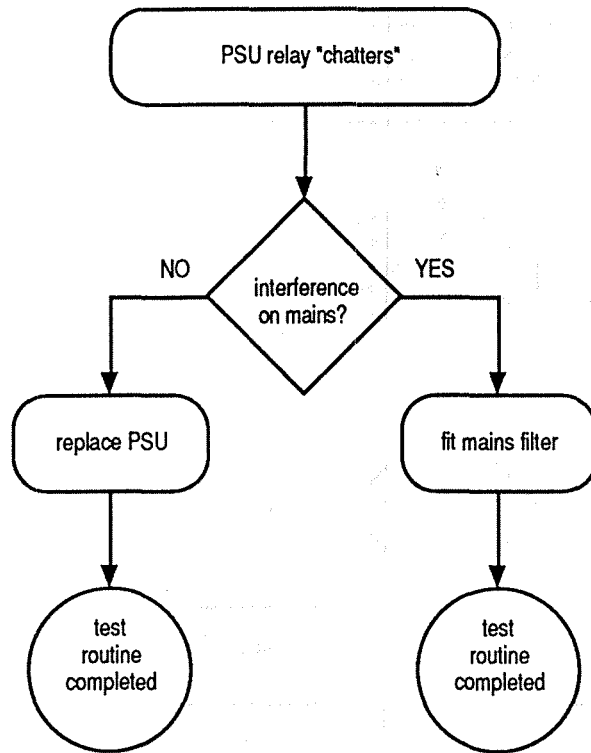 PSU relay "chatters"
NO
YES
interference
on mains?
replace PSU
fit mains filter
test
routine
completed
test
routine
completed